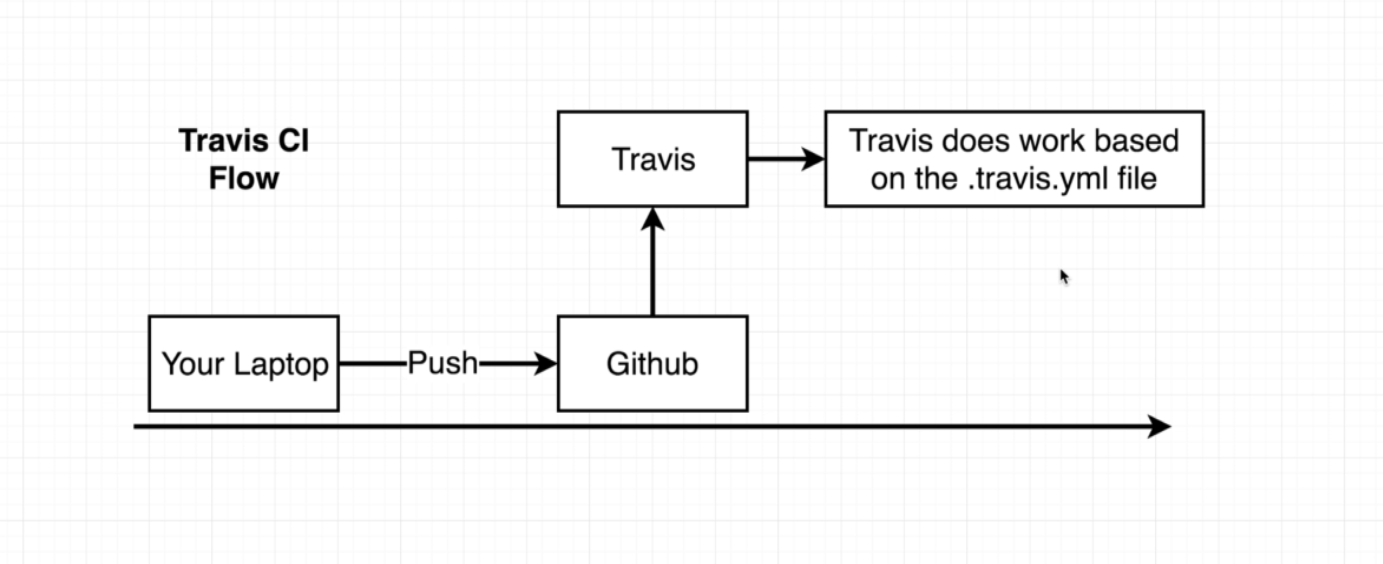 Travis CI
Flow
Travis
Travis does work based
on the .travis.yml file
Your Laptop
Push
Github